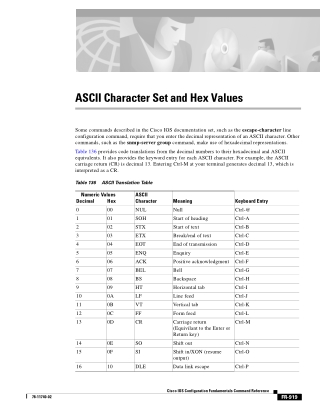 ASCII Character Set and Hex Values
Some commands described in the Cisco IOS documentation set, such as the escape-character line
configuration command, require that you enter the decimal representation of an ASCII character. Other
commands, such as the snmp-server group command, make use of hexadecimal representations.
Table 136 provides code translations from the decimal numbers to their hexadecimal and ASCII
equivalents. It also provides the keyword entry for each ASCII character. For example, the ASCII
carriage return (CR) is decimal 13. Entering Ctrl-M at your terminal generates decimal 13, which is
interpreted as a CR.
Table 136 ASCII Translation Table
Numeric Values ASCII
Decimal Hex Character Meaning Keyboard Entry
0 00 NUL Null Ctrl-@
1 01 SOH Start of heading Ctrl-A
2 02 STX Start of text Ctrl-B
3 03 ETX Break/end of text Ctrl-C
4 04 EOT End of transmission Ctrl-D
5 05 ENQ Enquiry Ctrl-E
6 06 ACK Positive acknowledgment Ctrl-F
7 07 BEL Bell Ctrl-G
8 08 BS Backspace Ctrl-H
9 09 HT Horizontal tab Ctrl-I
10 0A LF Line feed Ctrl-J
11 0B VT Vertical tab Ctrl-K
12 0C FF Form feed Ctrl-L
13 0D CR Carriage return Ctrl-M
(Equivalent to the Enter or
Return key)
14 0E SO Shift out Ctrl-N
15 0F SI Shift in/XON (resume Ctrl-O
output)
16 10 DLE Data link escape Ctrl-P
Cisco IOS Configuration Fundamentals Command Reference
78-11740-02 FR-919